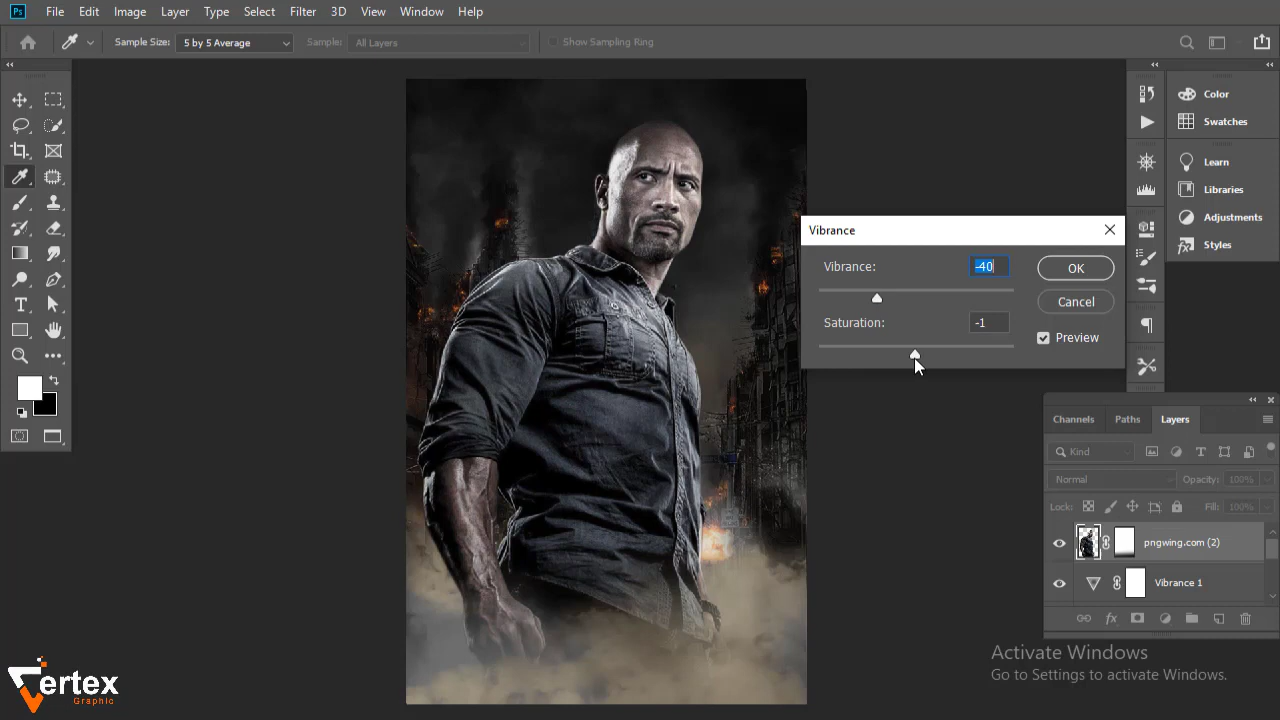 Ps File Edit Image Layer Type Select Filter 3D View Window Help
Sample Size: 5 by 5 Average Sample: All Layers Show Sampling Ring
Color
Swatches
Learn
Libraries
Adjustments
Styles
Vibrance
Vibrance: -40 OK
Cancel
Saturation: -1
Preview
Channels Paths Layers
Kind
Normal Opacity: 100%
Lock: Fill: 100%
pngwing.com (2)
Vibrance 1
fx
Activate Windows
Go to Settings to activate Windows.
Vertex
Graphic